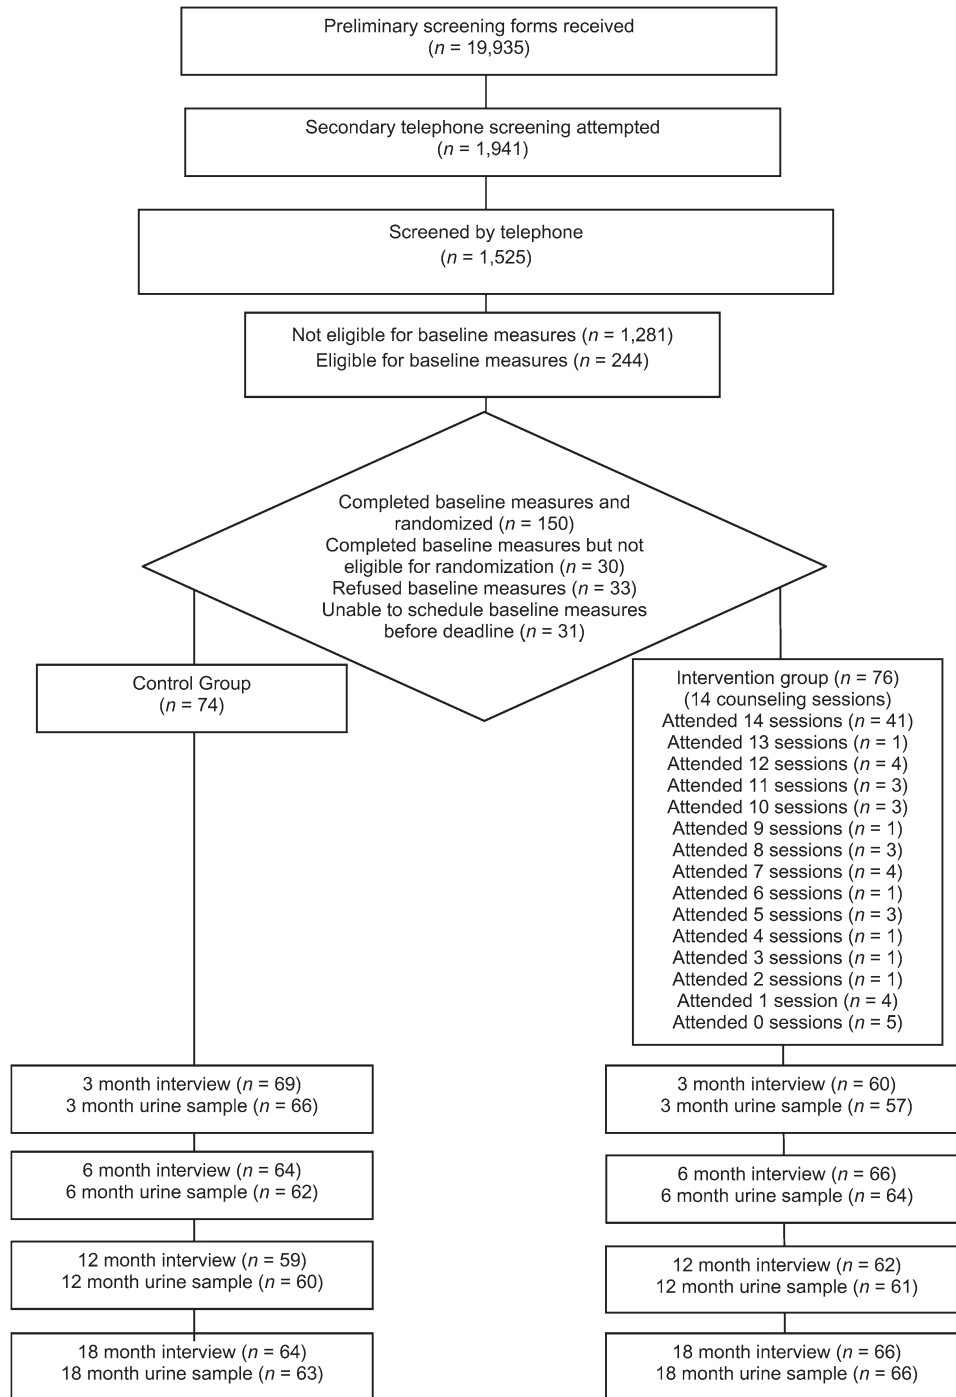 Preliminary screening forms received
(n = 19,935)
Secondary telephone screening attempted
(n = 1,941)
Screened by telephone
(n = 1,525)
Not eligible for baseline measures (n = 1,281)
Eligible for baseline measures (n = 244)
Completed baseline measures and
randomized (n = 150)
Completed baseline measures but not
eligible for randomization (n = 30)
Refused baseline measures (n = 33)
Unable to schedule baseline measures
before deadline (n = 31)
Control Group
(n = 74)
Intervention group (n = 76)
(14 counseling sessions)
Attended 14 sessions (n = 41)
Attended 13 sessions (n = 1)
Attended 12 sessions (n = 4)
Attended 11 sessions (n = 3)
Attended 10 sessions (n = 3)
Attended 9 sessions (n = 1)
Attended 8 sessions (n = 3)
Attended 7 sessions (n = 4)
Attended 6 sessions (n = 1)
Attended 5 sessions (n = 3)
Attended 4 sessions (n = 1)
Attended 3 sessions (n = 1)
Attended 2 sessions (n = 1)
Attended 1 session (n = 4)
Attended 0 sessions (n = 5)
3 month interview (n = 69)
3 month urine sample (n = 66)
6 month interview (n = 64)
6 month urine sample (n = 62)
12 month interview (n = 59)
12 month urine sample (n = 60)
18 month interview (n = 64)
18 month urine sample (n = 63)
3 month interview (n = 60)
3 month urine sample (n = 57)
6 month interview (n = 66)
6 month urine sample (n = 64)
12 month interview (n = 62)
12 month urine sample (n = 61)
18 month interview (n = 66)
18 month urine sample (n = 66)